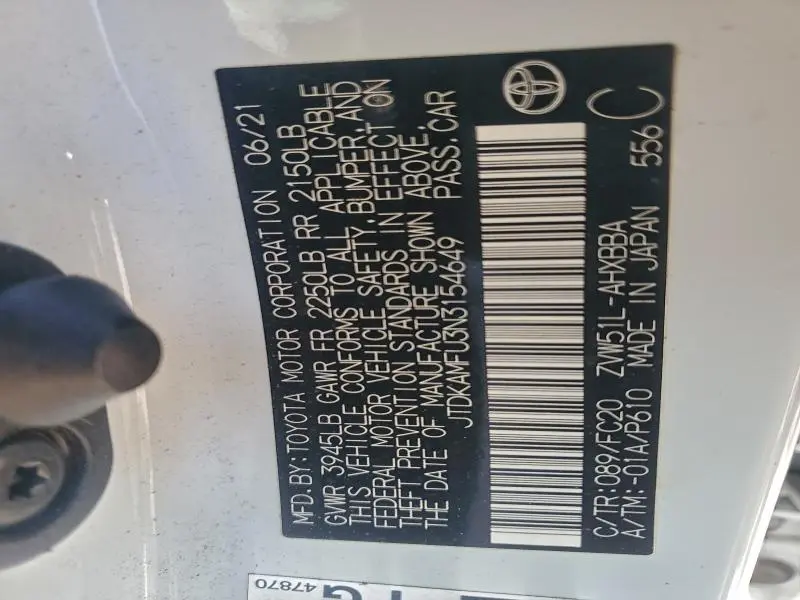 MFD.BY:TOYOTA MOTOR CORPORATION 06/21
GVWR 3945LB GAWR FR 2250LB RR 2150LB
THIS VEHICLE CONFORMS TO ALL APPLICABLE
FEDERAL MOTOR VEHICLE SAFETY,BUMPER,AND
THEFT PREVENTION STANDARDS IN EFFECT ON
THE DATE OF MANUFACTURE SHOWN ABOVE.
JTDKAMFU3N3154649 PASS.CAR
C/TR:089/FC20 ZVW51L-AHXBBA
A/TM:-01A/P610 MADE IN JAPAN 556 C
47870